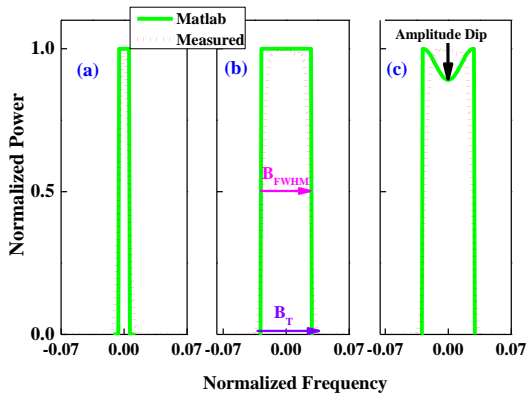 Matlab
Measured
(a)
(b)
(c)
Amplitude Dip
B_FWHM
B_T
Normalized Power
1.0
0.5
0.0
-0.07 0.00 0.07
-0.07 0.00 0.07
-0.07 0.00 0.07
Normalized Frequency